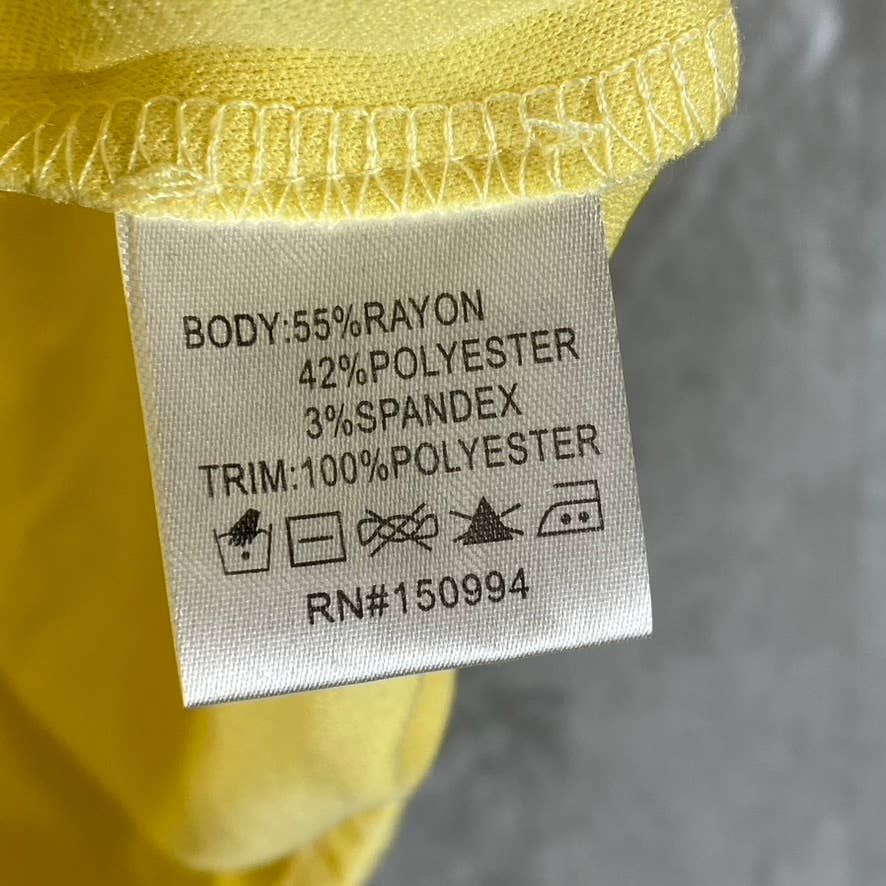 BODY:55%RAYON
42%POLYESTER
3%SPANDEX
TRIM:100%POLYESTER
RN#150994